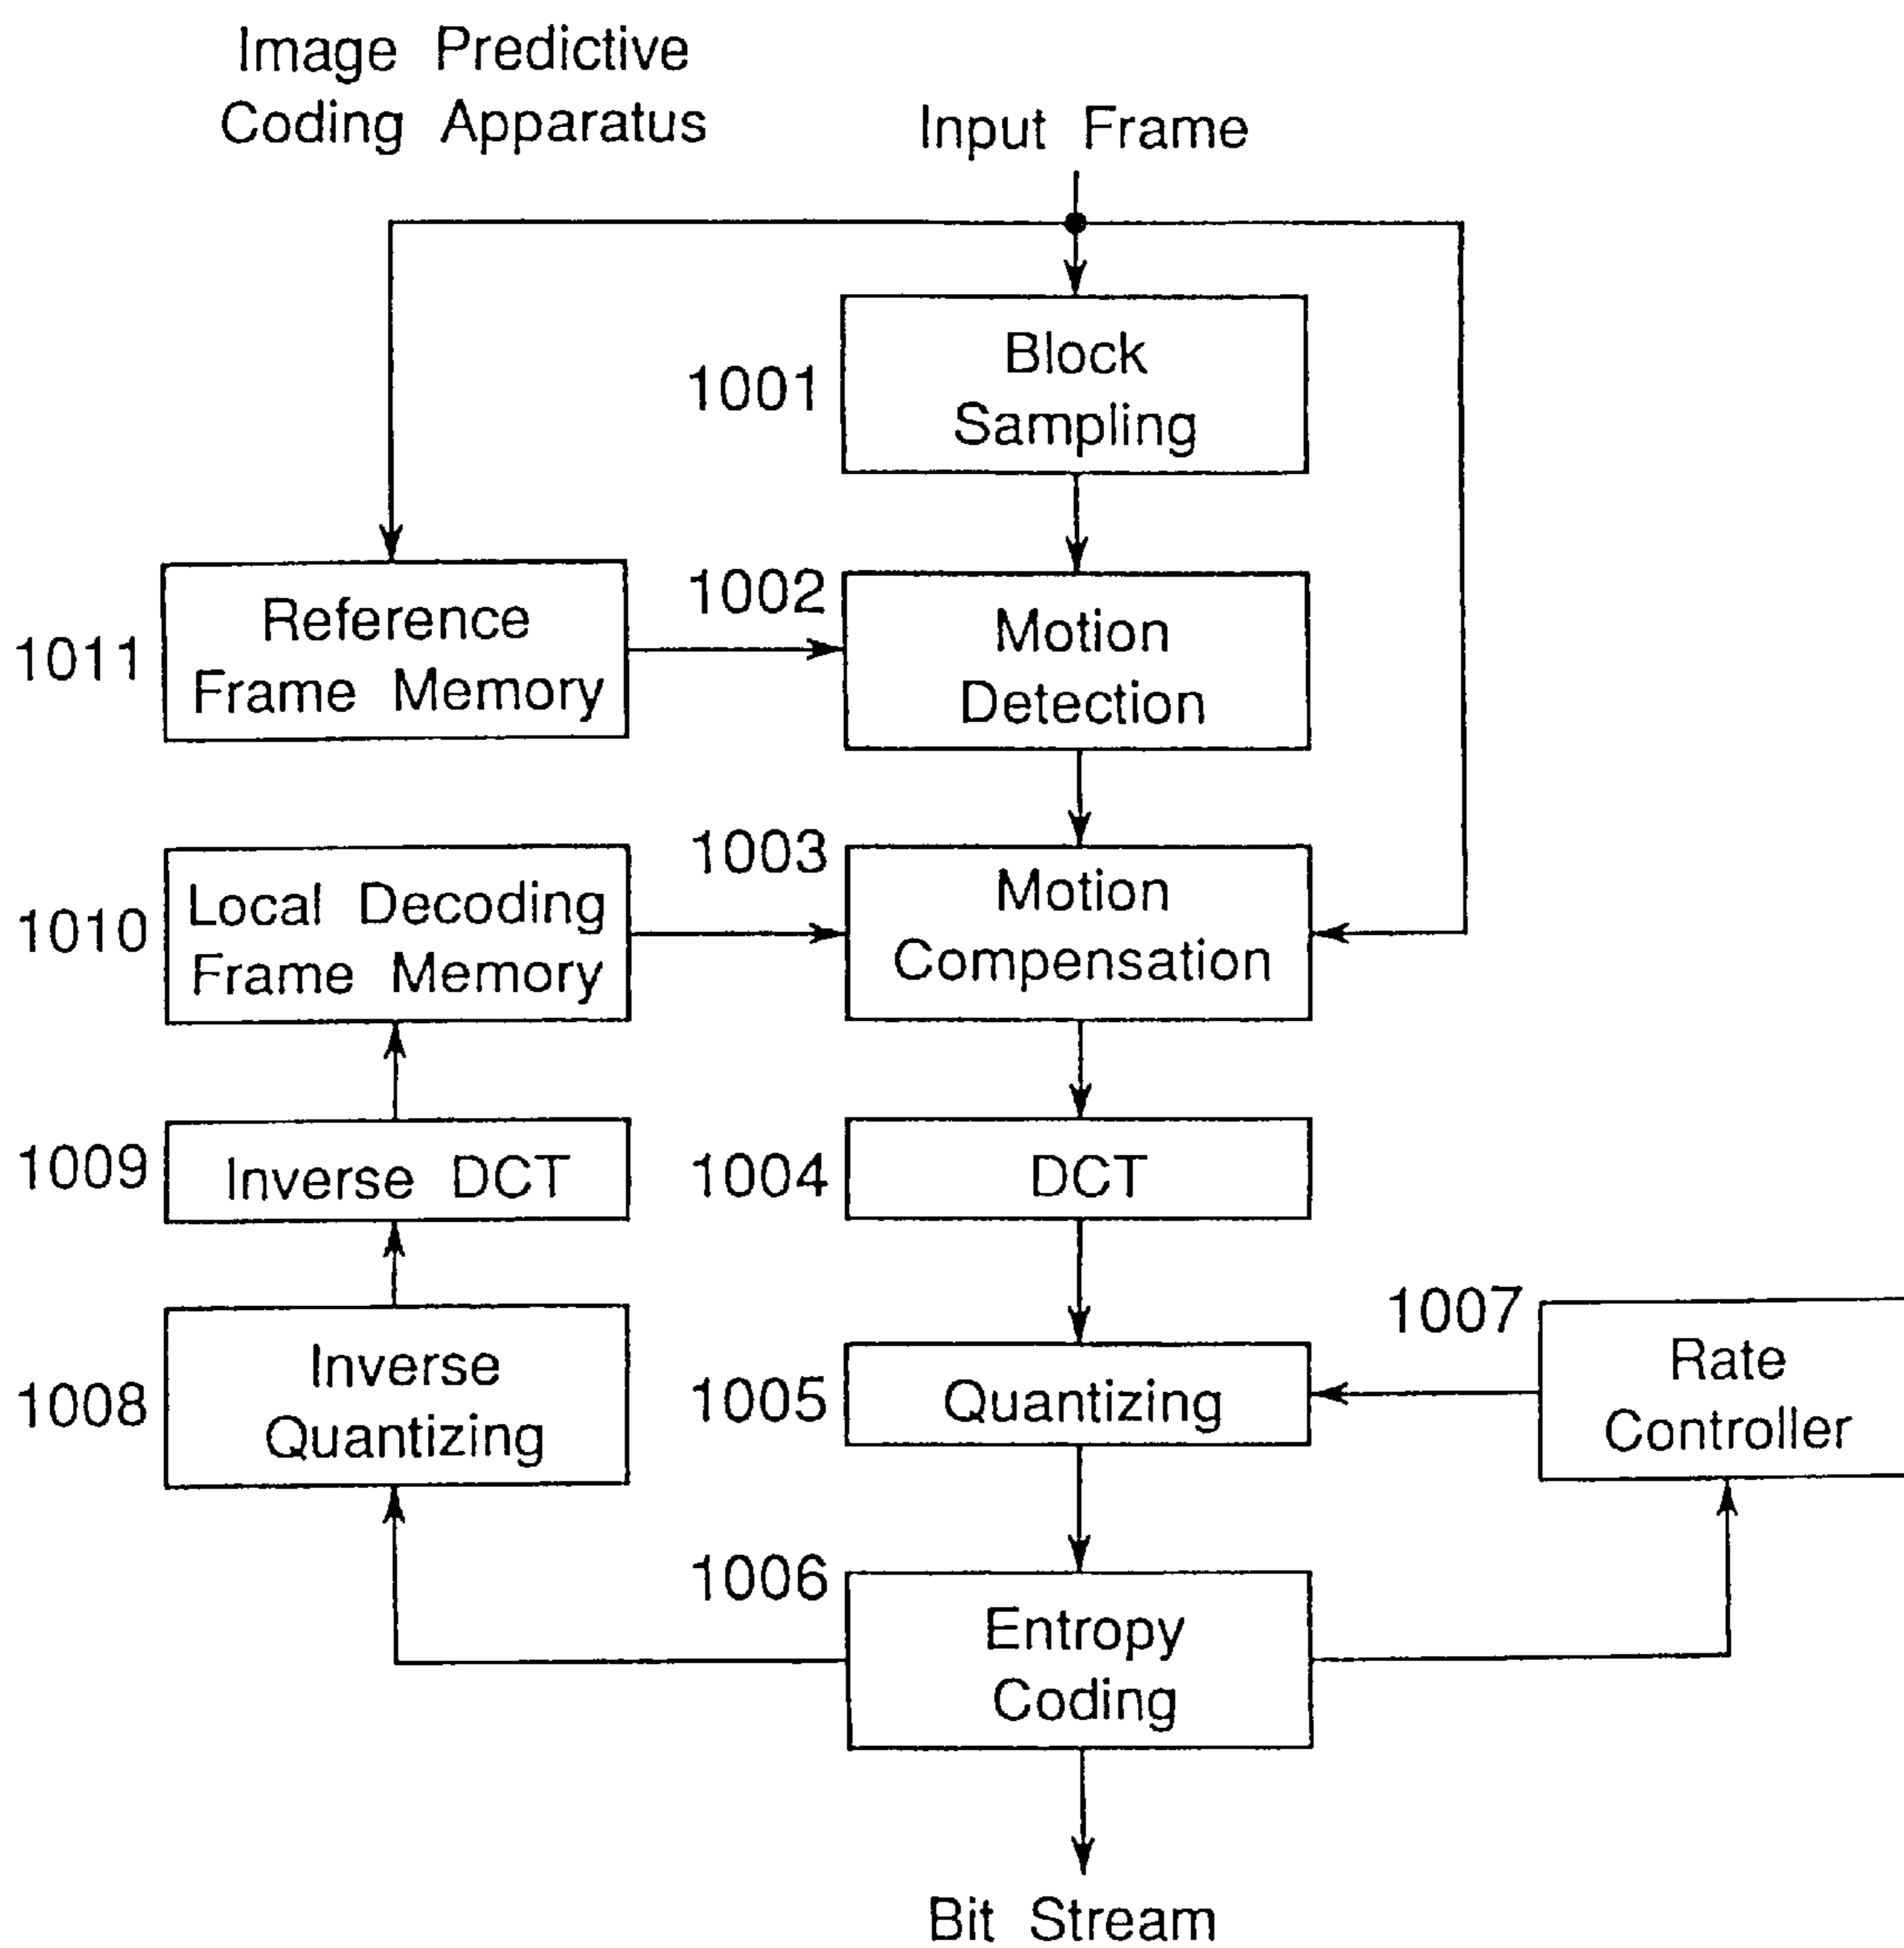 Image Predictive
Coding Apparatus
Input Frame
1001
Block
Sampling
1011
Reference
Frame Memory
1002
Motion
Detection
1010
Local Decoding
Frame Memory
1003
Motion
Compensation
1009
Inverse DCT
1004
DCT
1008
Inverse
Quantizing
1005
Quantizing
1007
Rate
Controller
1006
Entropy
Coding
Bit Stream